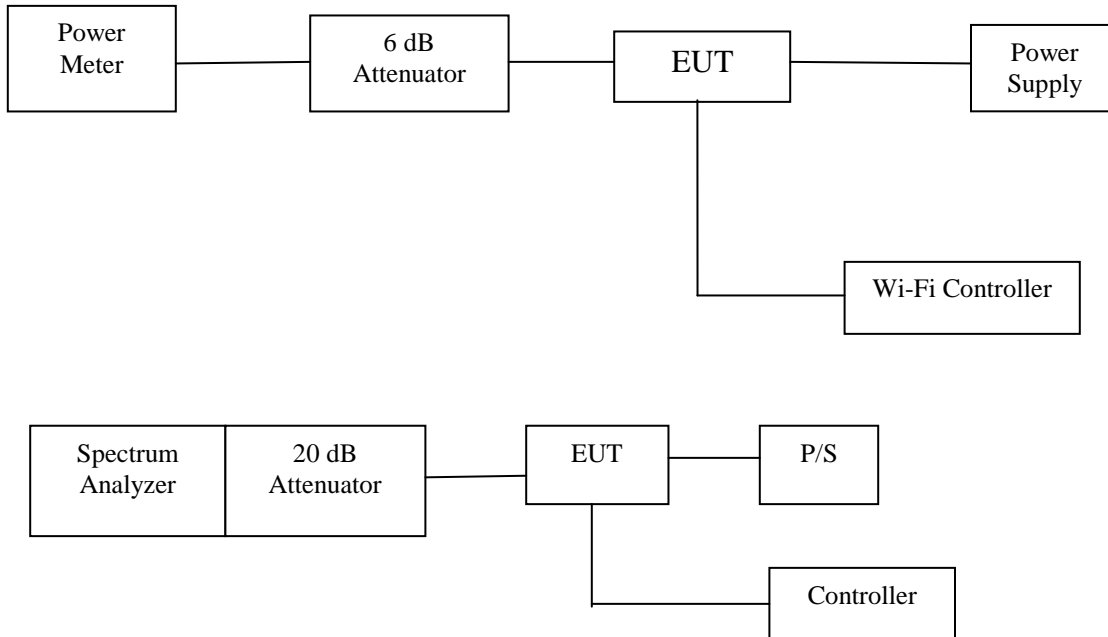 Power
Meter
6 dB
Attenuator
EUT
Power
Supply
Wi-Fi Controller
Spectrum
Analyzer
20 dB
Attenuator
EUT
P/S
Controller